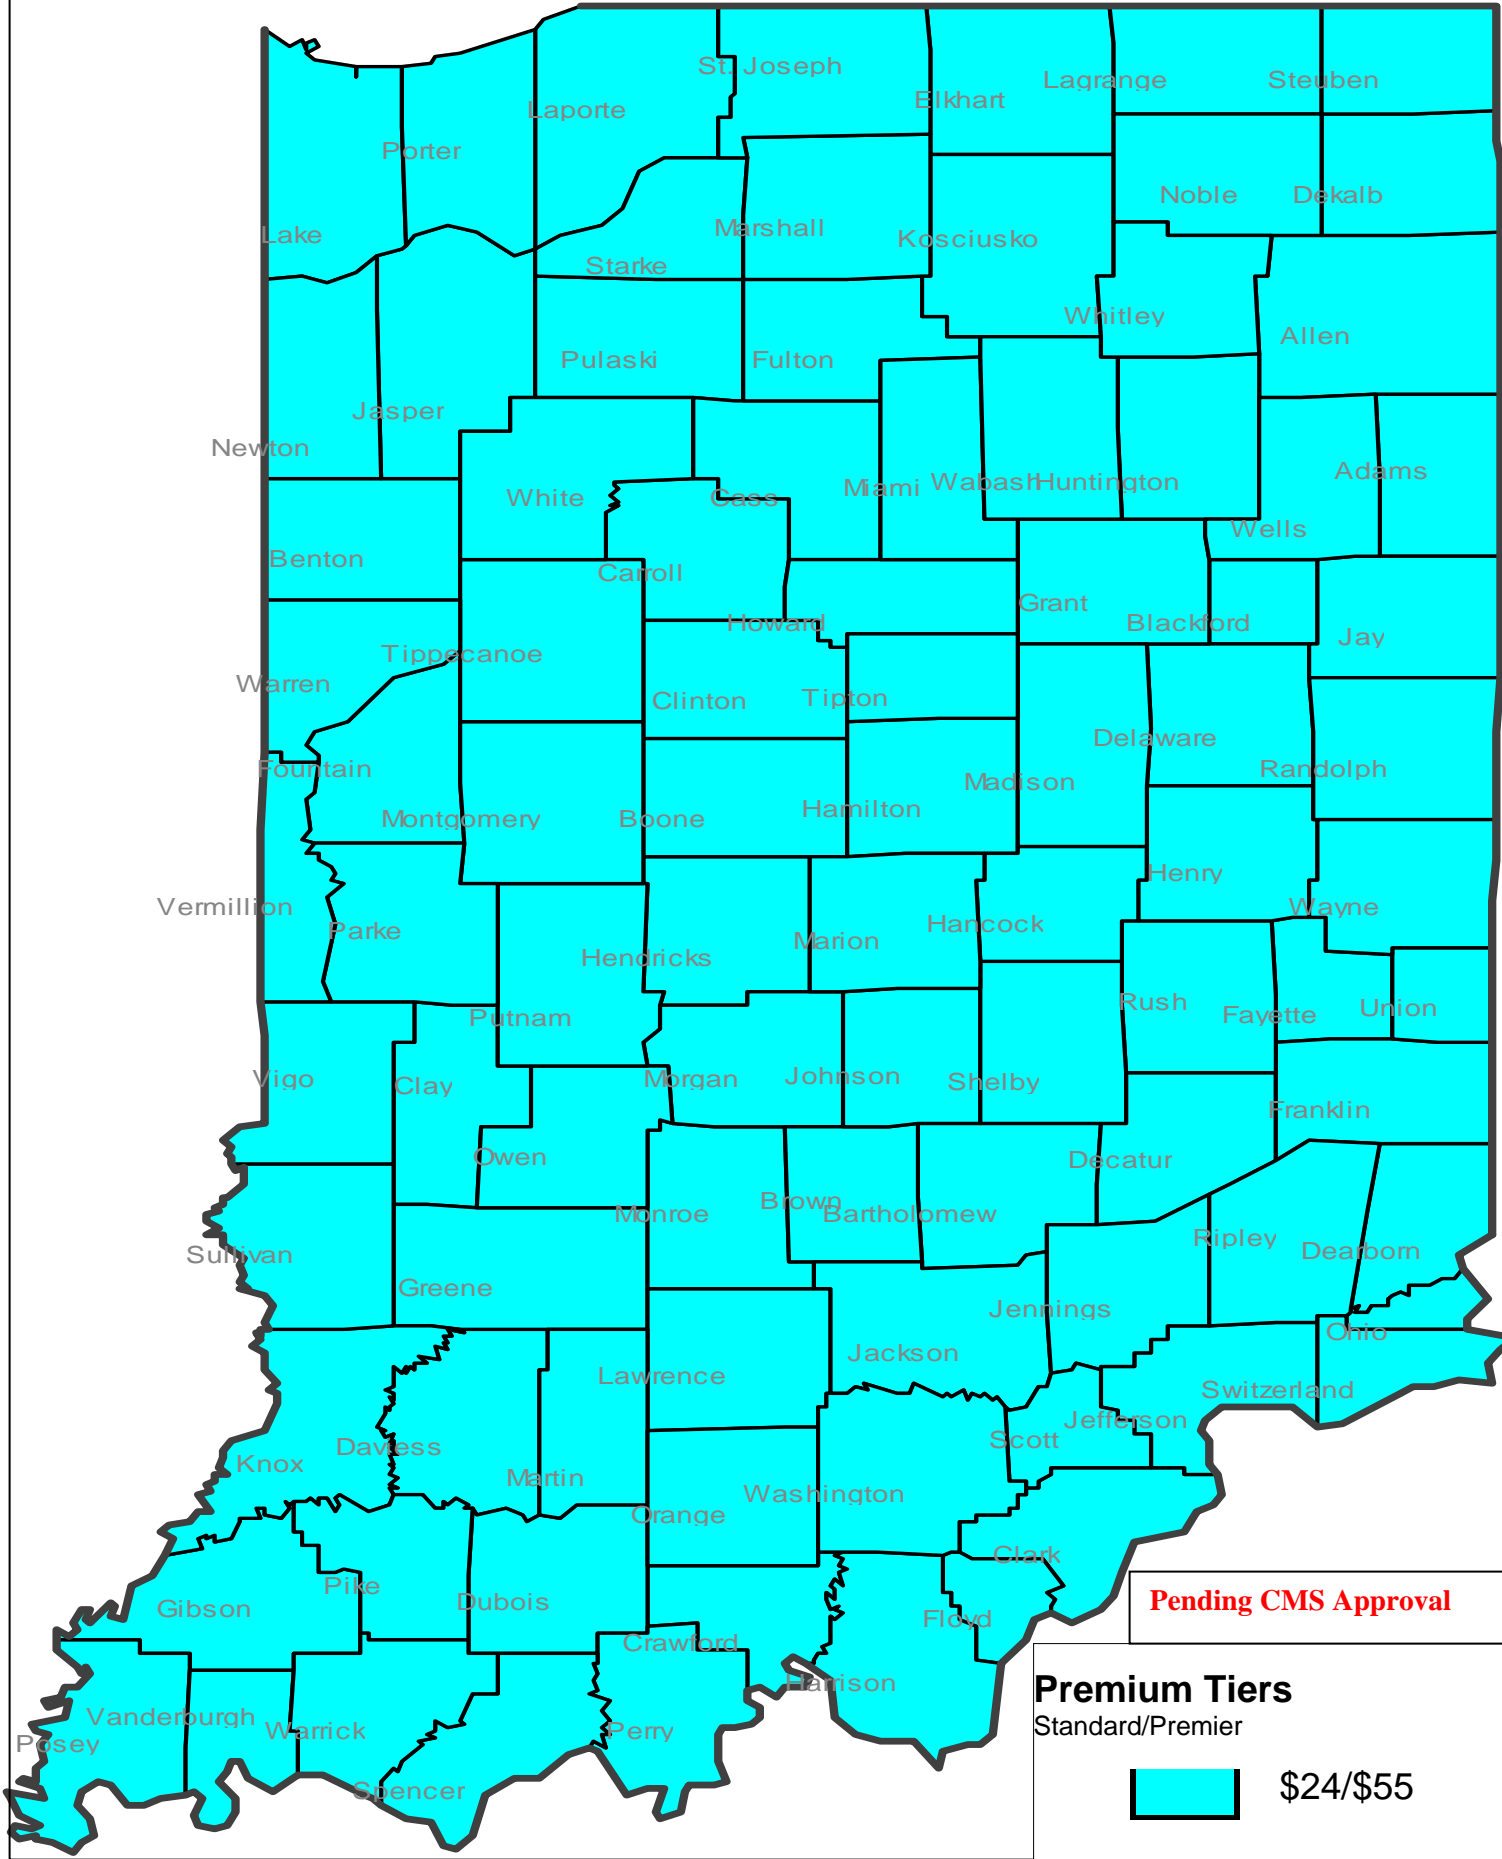 St. Joseph
Lagrange
Steuben
Elkhart
Laporte
Porter
Noble
Dekalb
Marshall
Lake
Kosciusko
Starke
Whitley
Allen
Pulaski
Fulton
Jasper
Newton
Adams
Wabash
Huntington
Miami
White
Cass
Wells
Benton
Carroll
Grant
Howard
Blackford
Jay
Tippecanoe
Warren
Clinton
Tipton
Delaware
Fountain
Randolph
Madison
Hamilton
Montgomery
Boone
Henry
Vermillion
Wayne
Hancock
Parke
Marion
Hendricks
Rush
Union
Fayette
Putnam
Vigo
Clay
Morgan
Johnson
Shelby
Franklin
Owen
Decatur
Brown
Monroe
Bartholomew
Ripley
Dearborn
Sullivan
Greene
Jennings
Ohio
Jackson
Lawrence
Switzerland
Jefferson
Scott
Daviess
Knox
Martin
Washington
Orange
Clark
Pike
Dubois
Gibson
Floyd
Crawford
Harrison
Vanderburgh
Warrick
Perry
Posey
Spencer
Pending CMS Approval
Premium Tiers
Standard/Premier
$24/$55